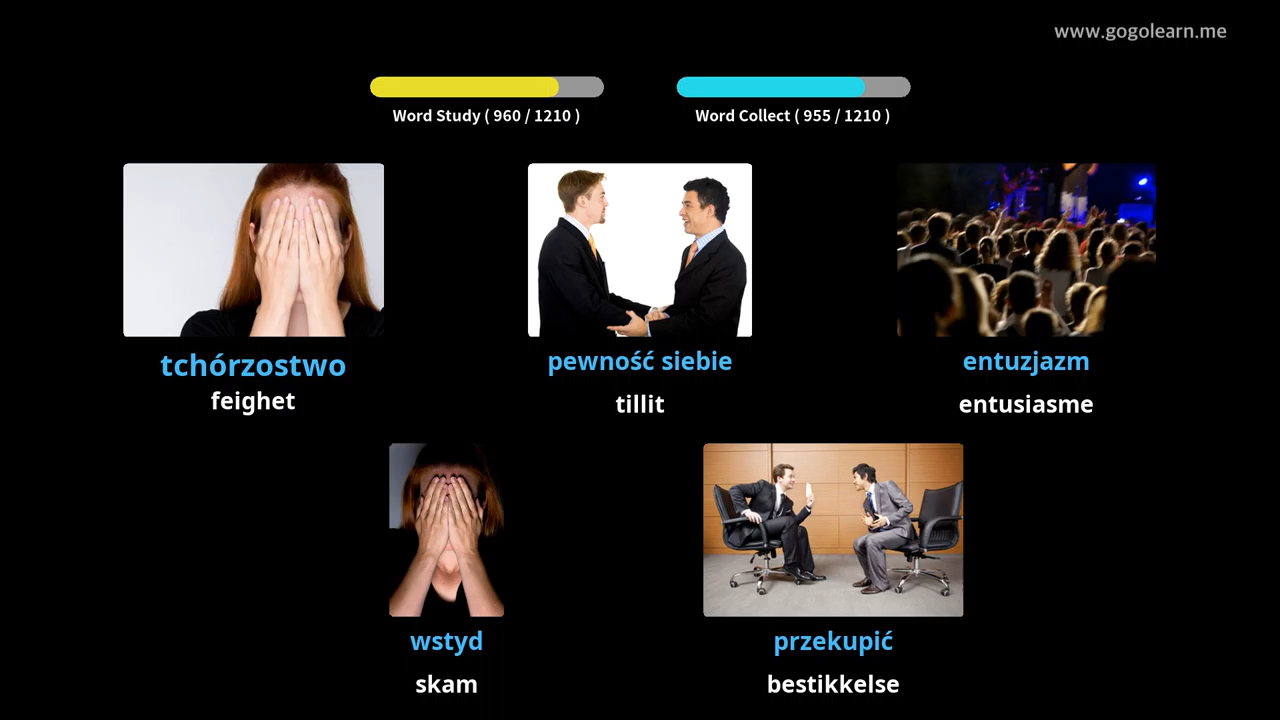 www.gogolearn.me
Word Study ( 960 / 1210 )
Word Collect ( 955 / 1210 )
tchórzostwo
feighet
pewność siebie
tillit
entuzjazm
entusiasme
wstyd
skam
przekupić
bestikkelse